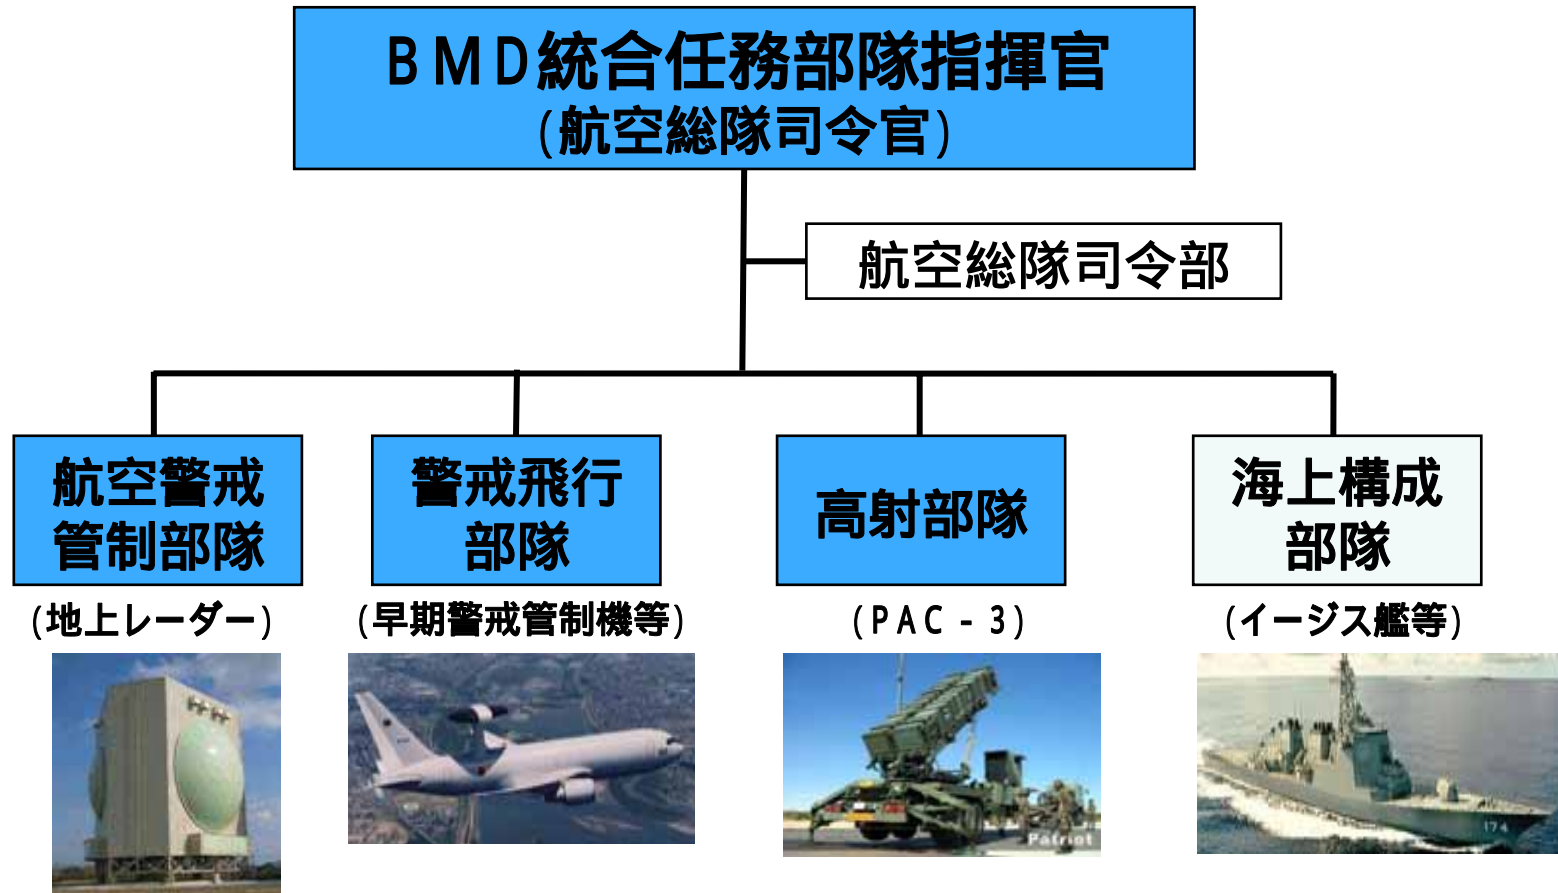 BMD統合任務部隊指揮官
(航空総隊司令官)
航空総隊司令部
航空警戒
管制部隊
警戒飛行
部隊
高射部隊
海上構成
部隊
(地上レーダー)
(早期警戒管制機等)
(PAC-3)
(イージス艦等)
Patriot
174